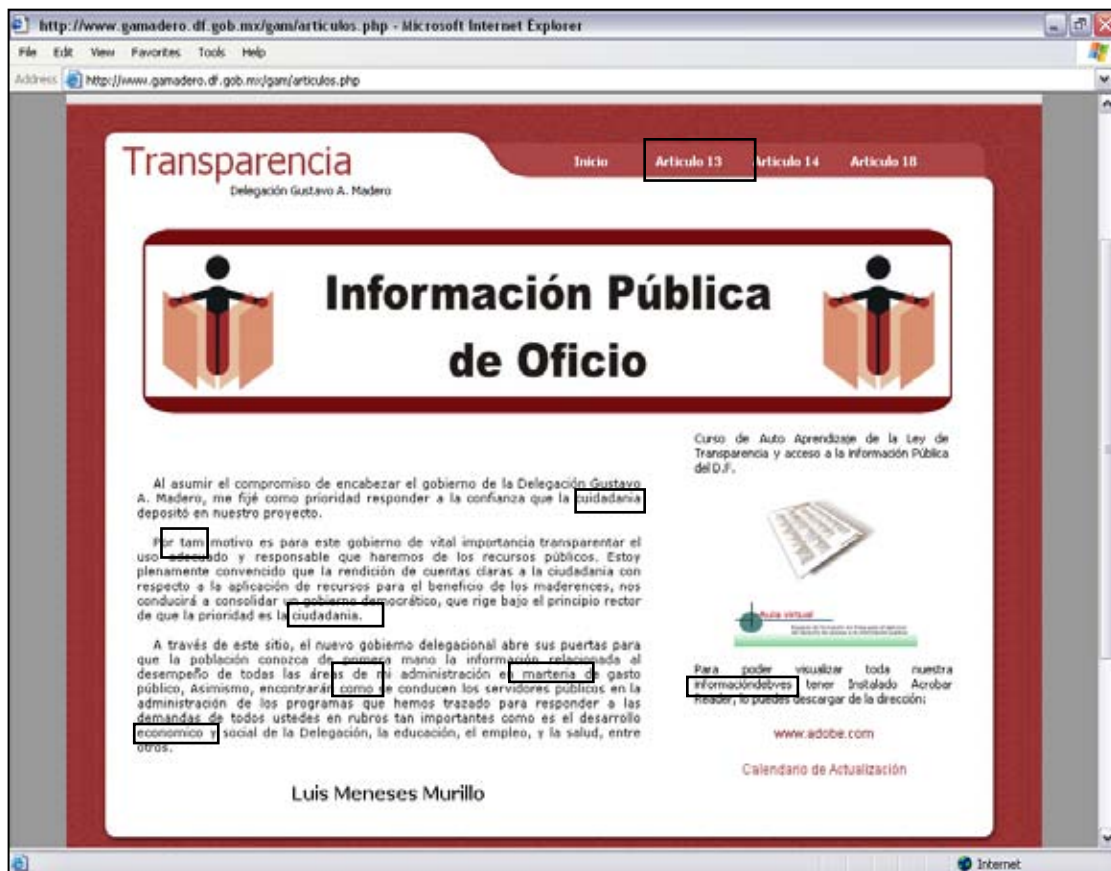 http://www.gamadero.df.gob.mx/gam/articulos.php - Microsoft Internet Explorer
File Edit View Favorites Tools Help
Address http://www.gamadero.df.gob.mx/gam/articulos.php
Transparencia
Delegación Gustavo A. Madero
Inicio Articulo 13 Articulo 14 Articulo 18
Información Pública
de Oficio
Al asumir el compromiso de encabezar el gobierno de la Delegación Gustavo
A. Madero, me fijé como prioridad responder a la confianza que la cuidadania
depositó en nuestro proyecto.
Por tam motivo es para este gobierno de vital importancia transparentar el
uso adecuado y responsable que haremos de los recursos públicos. Estoy
plenamente convencido que la rendición de cuentas claras a la ciudadania con
respecto a la aplicación de recursos para el beneficio de los maderences, nos
conducirá a consolidar un gobierno democrático, que rige bajo el principio rector
de que la prioridad es la ciudadania.
A través de este sitio, el nuevo gobierno delegacional abre sus puertas para
que la población conozca de primera mano la información relacionada al
desempeño de todas las áreas de mi administración en marteria de gasto
público, Asimismo, encontrarán como se conducen los servidores públicos en la
administración de los programas que hemos trazado para responder a las
demandas de todos ustedes en rubros tan importantes como es el desarrollo
economico y social de la Delegación, la educación, el empleo, y la salud, entre
otros.
Luis Meneses Murillo
Curso de Auto Aprendizaje de la Ley de
Transparencia y acceso a la Información Pública
del D.F.
Aula virtual
Para poder visualizar toda nuestra
informacióndebves tener Instalado Acrobar
Reader, lo puedes descargar de la dirección:
www.adobe.com
Calendario de Actualización
Internet